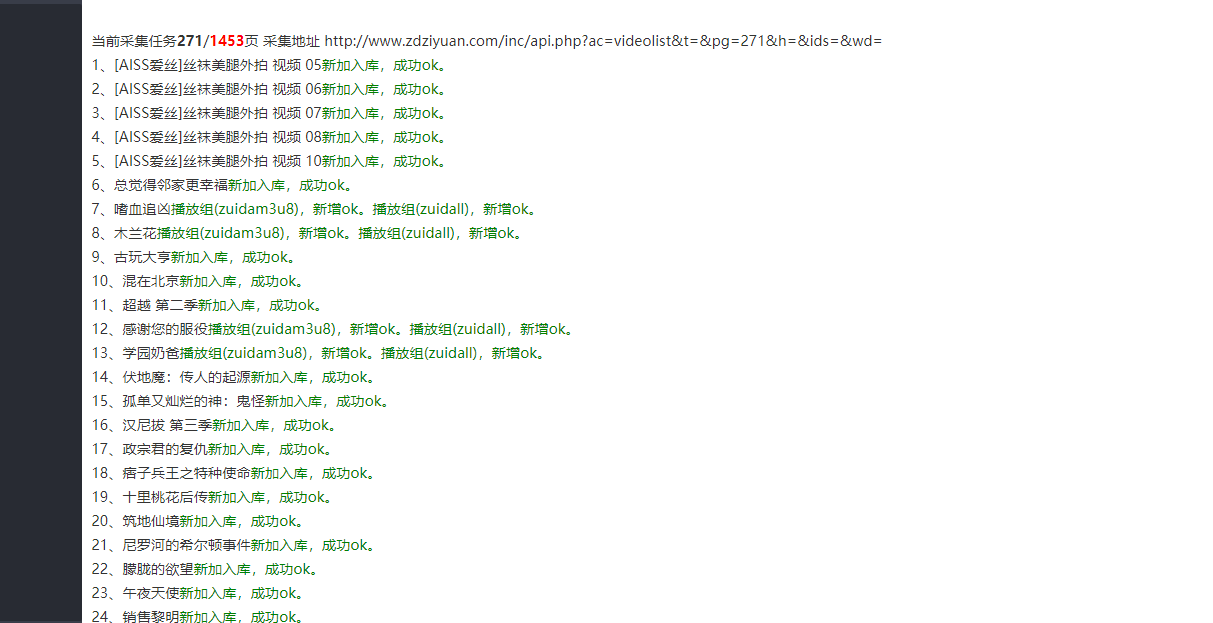 当前采集任务271/1453页 采集地址 http://www.zdziyuan.com/inc/api.php?ac=videolist&t=&pg=271&h=&ids=&wd=
1、[AISS爱丝]丝袜美腿外拍 视频 05新加入库，成功ok。
2、[AISS爱丝]丝袜美腿外拍 视频 06新加入库，成功ok。
3、[AISS爱丝]丝袜美腿外拍 视频 07新加入库，成功ok。
4、[AISS爱丝]丝袜美腿外拍 视频 08新加入库，成功ok。
5、[AISS爱丝]丝袜美腿外拍 视频 10新加入库，成功ok。
6、总觉得邻家更幸福新加入库，成功ok。
7、嗜血追凶播放组(zuidam3u8)，新增ok。播放组(zuidall)，新增ok。
8、木兰花播放组(zuidam3u8)，新增ok。播放组(zuidall)，新增ok。
9、古玩大亨新加入库，成功ok。
10、混在北京新加入库，成功ok。
11、超越 第二季新加入库，成功ok。
12、感谢您的服役播放组(zuidam3u8)，新增ok。播放组(zuidall)，新增ok。
13、学园奶爸播放组(zuidam3u8)，新增ok。播放组(zuidall)，新增ok。
14、伏地魔：传人的起源新加入库，成功ok。
15、孤单又灿烂的神：鬼怪新加入库，成功ok。
16、汉尼拔 第三季新加入库，成功ok。
17、政宗君的复仇新加入库，成功ok。
18、痞子兵王之特种使命新加入库，成功ok。
19、十里桃花后传新加入库，成功ok。
20、筑地仙境新加入库，成功ok。
21、尼罗河的希尔顿事件新加入库，成功ok。
22、朦胧的欲望新加入库，成功ok。
23、午夜天使新加入库，成功ok。
24、销售黎明新加入库，成功ok。